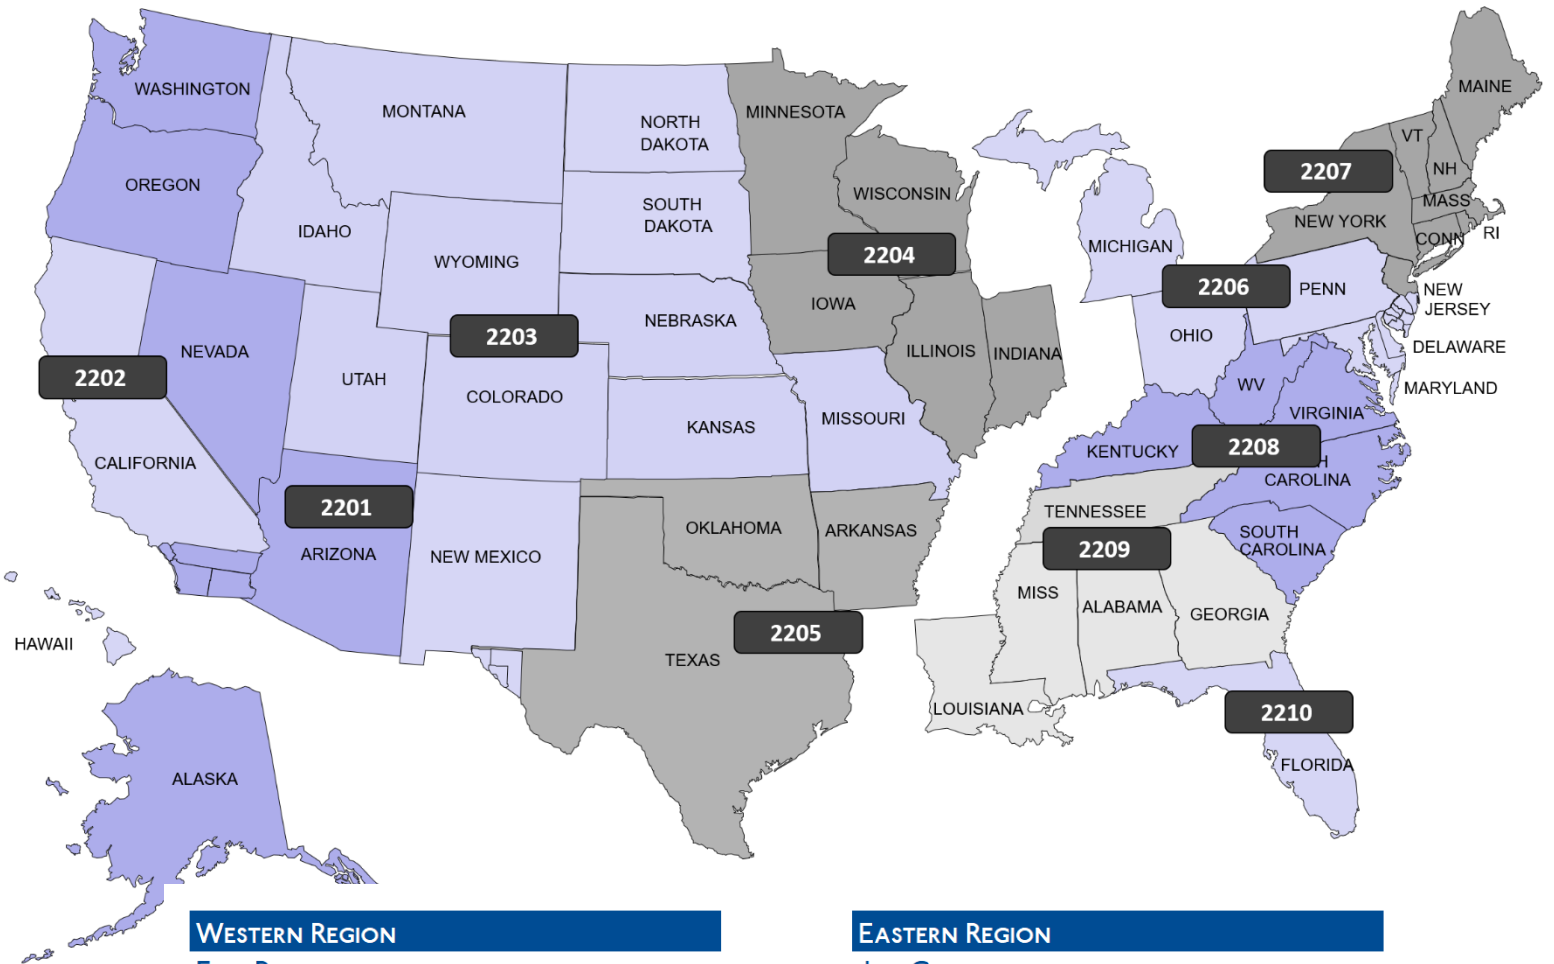 WASHINGTON
MONTANA
NORTH
DAKOTA
MINNESOTA
MAINE
VT
NH
2207
OREGON
WISCONSIN
MASS
SOUTH
DAKOTA
NEW YORK
RI
CONN
IDAHO
MICHIGAN
2204
WYOMING
2206
PENN
NEW
JERSEY
IOWA
NEBRASKA
2203
OHIO
DELAWARE
NEVADA
ILLINOIS
INDIANA
2202
UTAH
WV
MARYLAND
COLORADO
VIRGINIA
MISSOURI
KANSAS
2208
KENTUCKY
CALIFORNIA
H
CAROLINA
2201
TENNESSEE
OKLAHOMA
ARKANSAS
SOUTH
CAROLINA
2209
ARIZONA
NEW MEXICO
MISS
ALABAMA
GEORGIA
2205
HAWAII
TEXAS
LOUISIANA
2210
FLORIDA
ALASKA
WESTERN REGION
EASTERN REGION